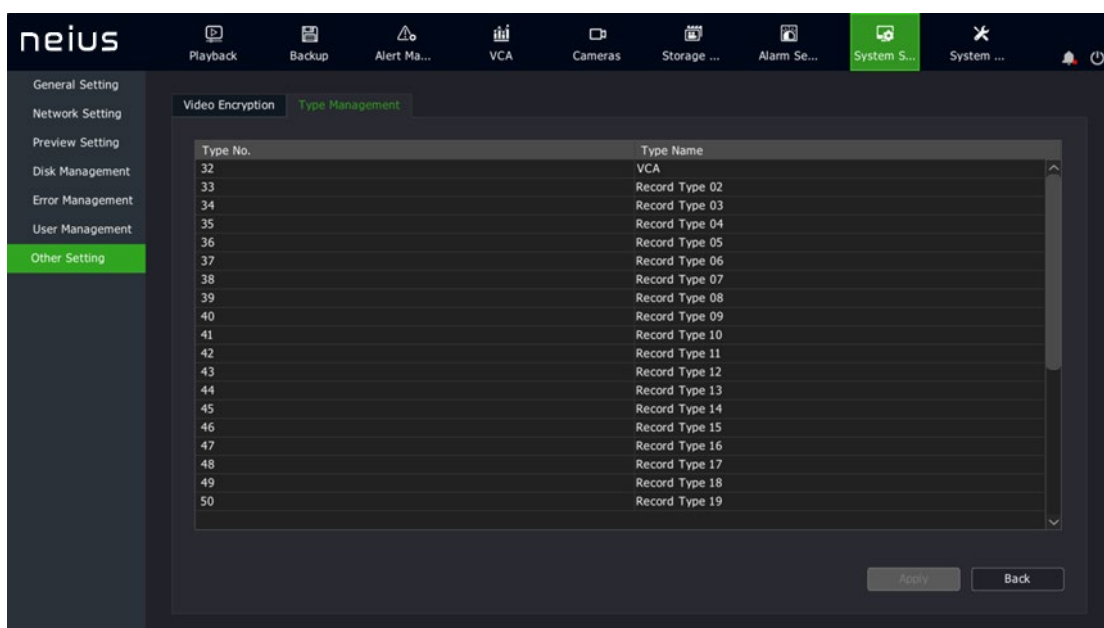 neius
Playback Backup Alert Ma... VCA Cameras Storage ... Alarm Se... System S... System ...
General Setting
Network Setting
Preview Setting
Disk Management
Error Management
User Management
Other Setting
Video Encryption Type Management
Type No. Type Name
32 VCA
33 Record Type 02
34 Record Type 03
35 Record Type 04
36 Record Type 05
37 Record Type 06
38 Record Type 07
39 Record Type 08
40 Record Type 09
41 Record Type 10
42 Record Type 11
43 Record Type 12
44 Record Type 13
45 Record Type 14
46 Record Type 15
47 Record Type 16
48 Record Type 17
49 Record Type 18
50 Record Type 19
Apply Back